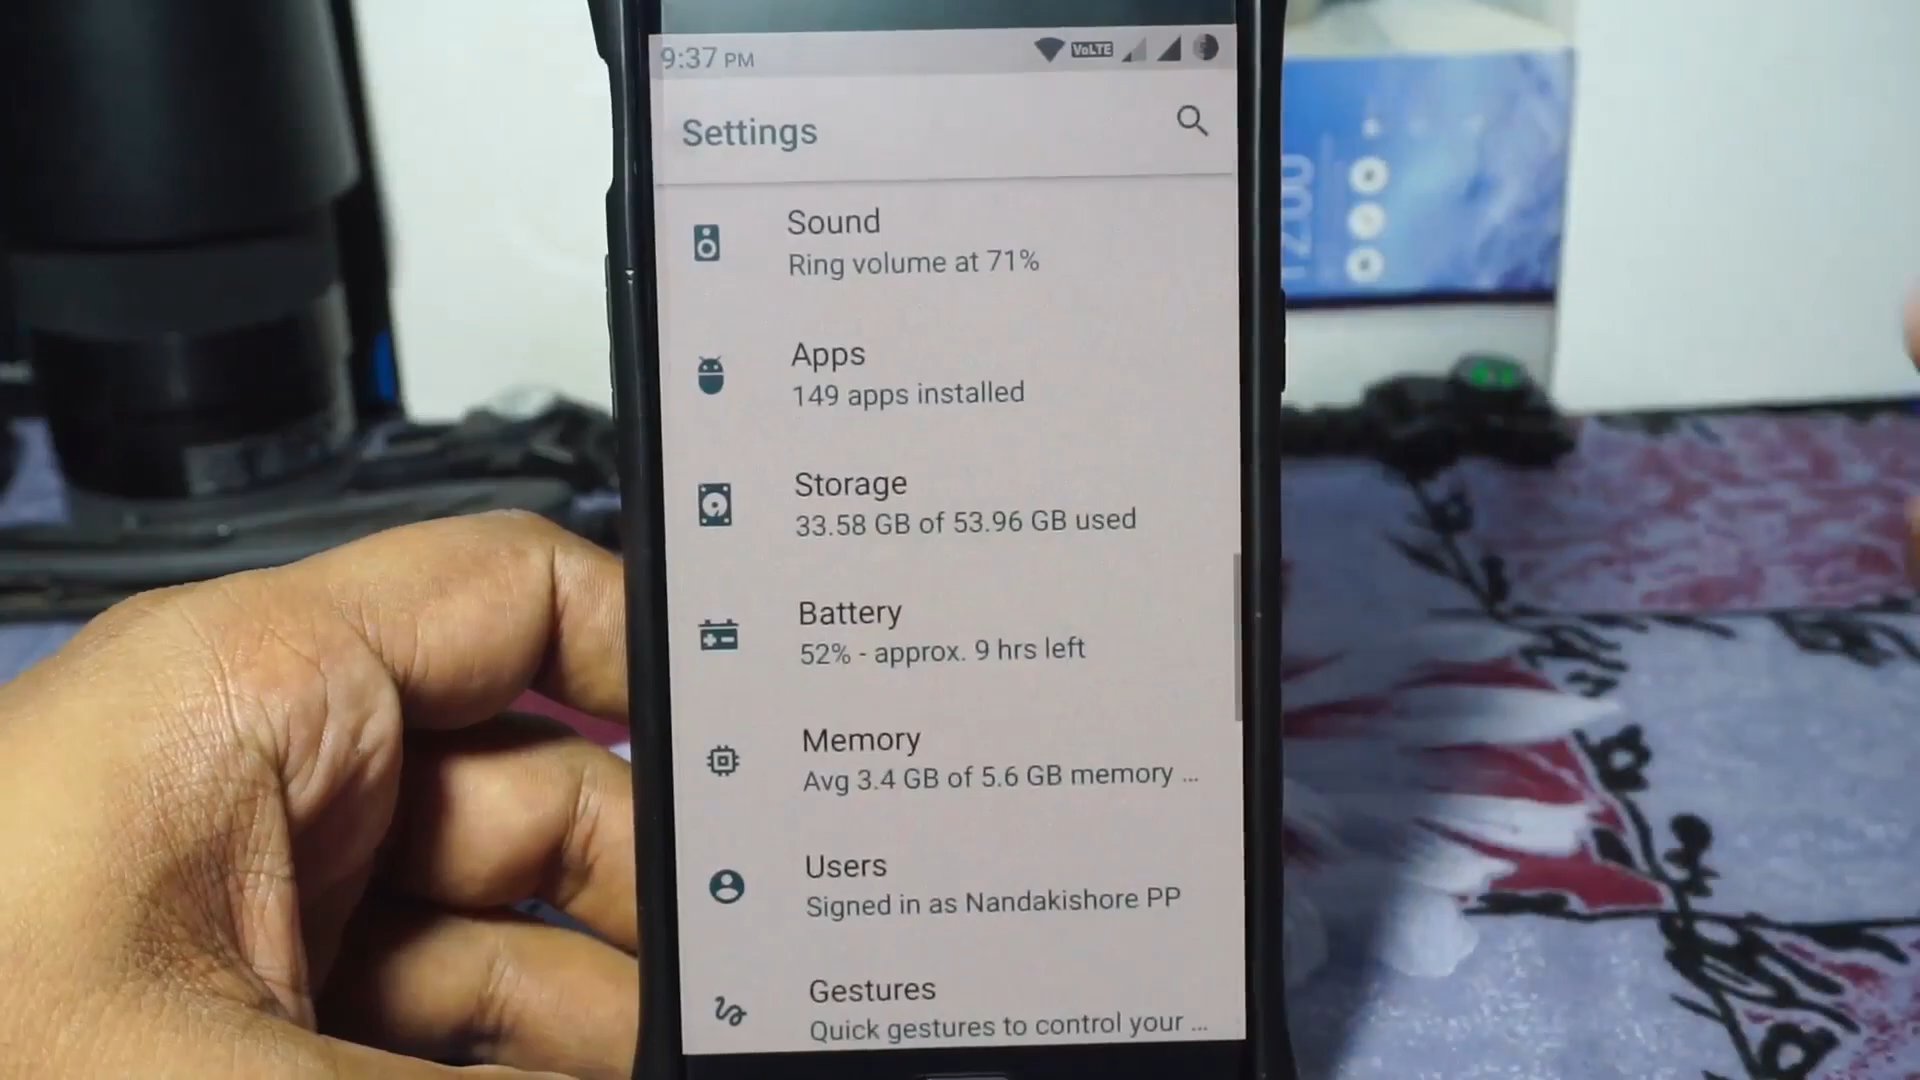 9:37 PM
VoLTE
Settings
Sound
Ring volume at 71%
Apps
149 apps installed
Storage
33.58 GB of 53.96 GB used
Battery
52% - approx. 9 hrs left
Memory
Avg 3.4 GB of 5.6 GB memory ...
Users
Signed in as Nandakishore PP
Gestures
Quick gestures to control your ...
12:00